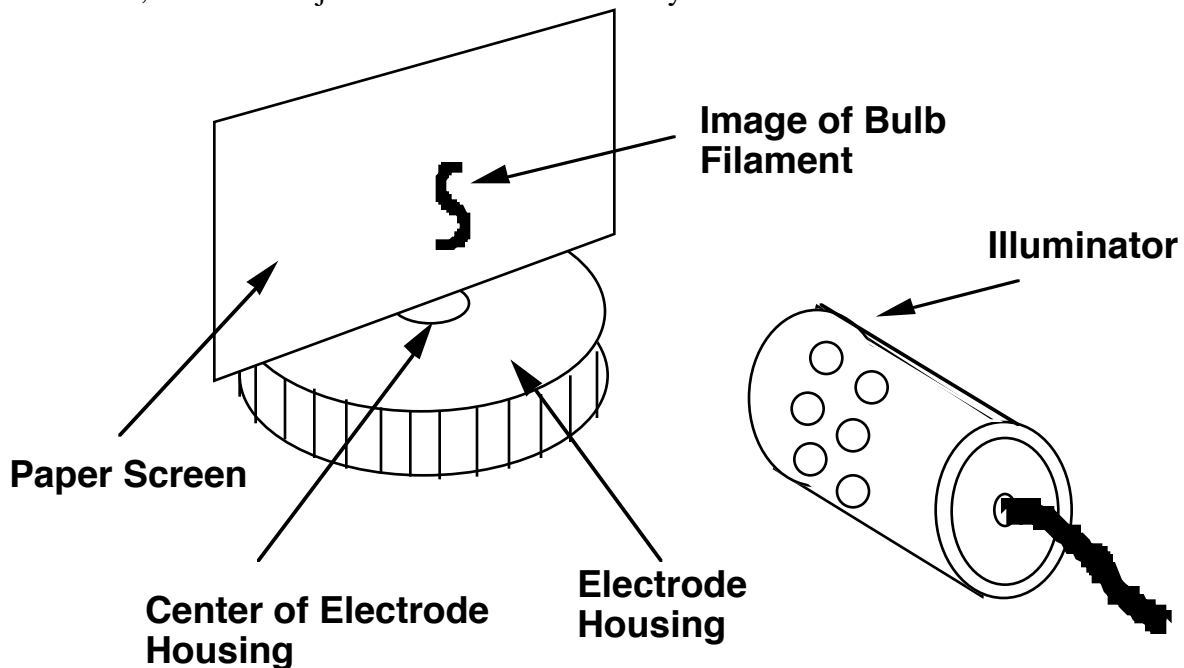 Image of Bulb
Filament
Illuminator
Paper Screen
Center of Electrode
Housing
Electrode
Housing